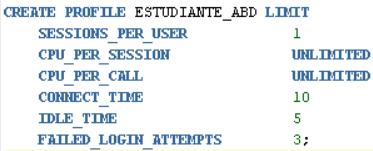 CREATE PROFILE ESTUDIANTE_ABD LIMIT
SESSIONS_PER_USER 1
CPU_PER_SESSION UNLIMITED
CPU_PER_CALL UNLIMITED
CONNECT_TIME 10
IDLE_TIME 5
FAILED_LOGIN_ATTEMPTS 3;